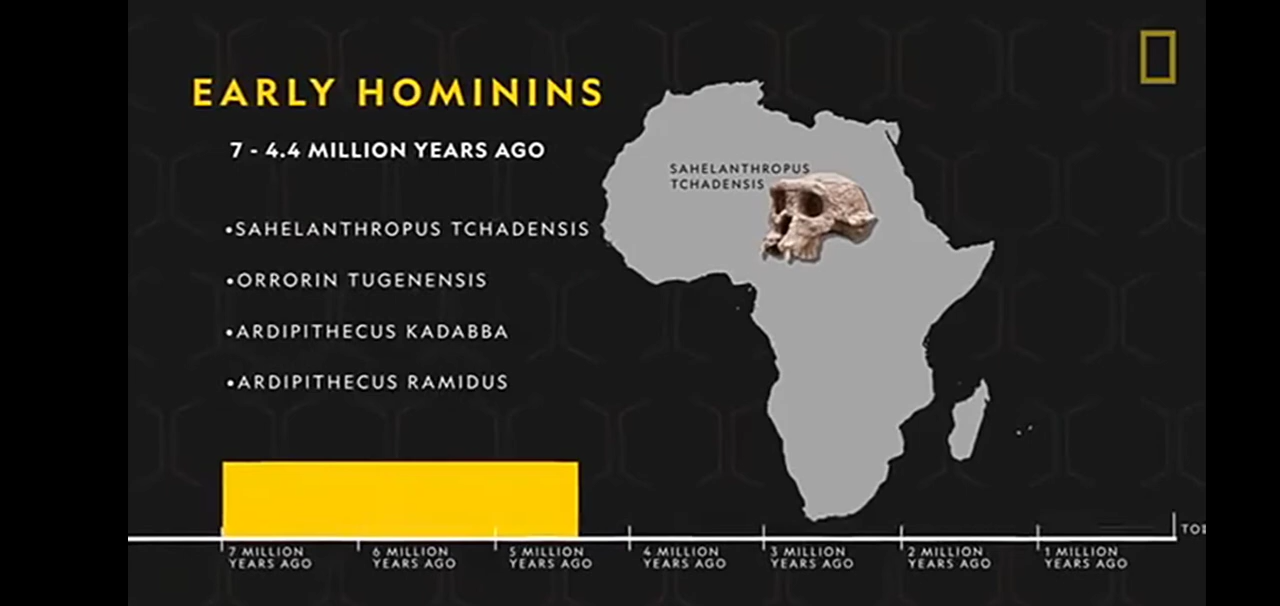 EARLY HOMININS
7 - 4.4 MILLION YEARS AGO
•SAHELANTHROPUS TCHADENSIS
•ORRORIN TUGENENSIS
•ARDIPITHECUS KADABBA
•ARDIPITHECUS RAMIDUS
SAHELANTHROPUS
TCHADENSIS
7 MILLION
YEARS AGO
6 MILLION
YEARS AGO
5 MILLION
YEARS AGO
4 MILLION
YEARS AGO
3 MILLION
YEARS AGO
2 MILLION
YEARS AGO
1 MILLION
YEARS AGO